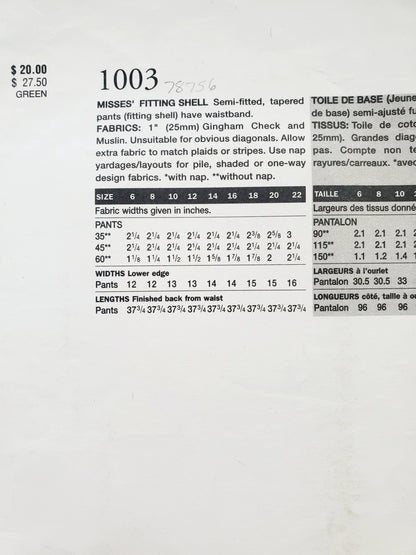 $ 20.00
$ 27.50
GREEN
1003 78756
MISSES' FITTING SHELL Semi-fitted, tapered
pants (fitting shell) have waistband.
FABRICS: 1" (25mm) Gingham Check and
Muslin. Unsuitable for obvious diagonals. Allow
extra fabric to match plaids or stripes. Use nap
yardages/layouts for pile, shaded or one-way
design fabrics. *with nap. **without nap.
SIZE 6 8 10 12 14 16 18 20 22
Fabric widths given in inches.
PANTS
35** 2¼ 2¼ 2¼ 2¼ 2¼ 2¼ 2⅜ 2⅝ 3
45** 2¼ 2¼ 2¼ 2¼ 2¼ 2¼ 2¼ 2¼ 2¼
60** 1⅛ 1¼ 1½ 1½ 1⅝ 1⅞ 1⅞ 2 2¼
WIDTHS Lower edge
Pants 12 12 13 13 14 14 15 15 16
LENGTHS Finished back from waist
Pants 37¾ 37¾ 37¾ 37¾ 37¾ 37¾ 37¾ 37¾ 37¾
TOILE DE BASE (Jeune
de base) semi-ajusté fu
TISSUS: Toile de coto
25mm). Grandes diag
pas. Compte non te
rayures/carreaux. *avec
TAILLE 6 8 10
Largeurs des tissus donné
PANTALON
90** 2.1 2.1 2.
115** 2.1 2.1 2.
150** 1.1 1.2 1.4
LARGEURS à l'ourlet
Pantalon 30.5 30.5 33
LONGUEURS côté, taille à o
Pantalon 96 96 96